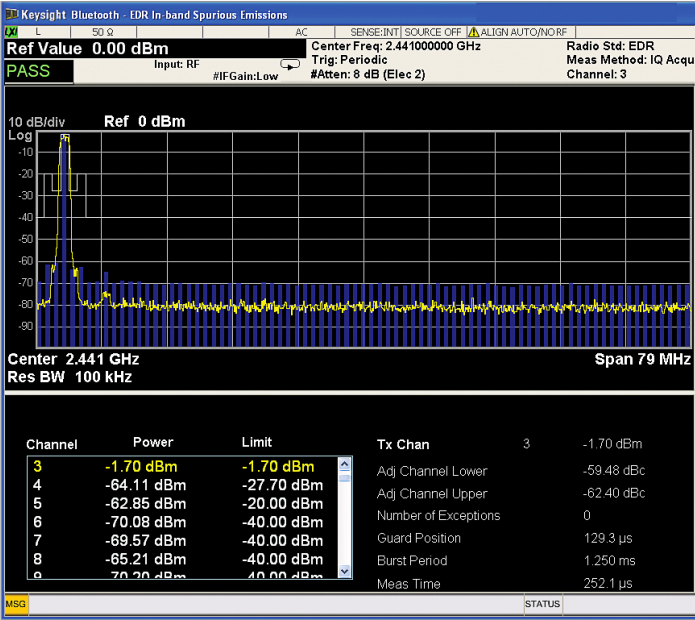 Keysight Bluetooth - EDR In-band Spurious Emissions
LXI L 50 Ω AC SENSE:INT SOURCE OFF ALIGN AUTO/NO RF
Ref Value 0.00 dBm Center Freq: 2.441000000 GHz Radio Std: EDR
Input: RF Trig: Periodic Meas Method: IQ Acqu
PASS #IFGain:Low #Atten: 8 dB (Elec 2) Channel: 3
10 dB/div Ref 0 dBm
Log
-10
-20
-30
-40
-50
-60
-70
-80
-90
Center 2.441 GHz Span 79 MHz
Res BW 100 kHz
Channel Power Limit
3 -1.70 dBm -1.70 dBm
4 -64.11 dBm -27.70 dBm
5 -62.85 dBm -20.00 dBm
6 -70.08 dBm -40.00 dBm
7 -69.57 dBm -40.00 dBm
8 -65.21 dBm -40.00 dBm
9 -70.20 dBm -40.00 dBm
Tx Chan 3 -1.70 dBm
Adj Channel Lower -59.48 dBc
Adj Channel Upper -62.40 dBc
Number of Exceptions 0
Guard Position 129.3 µs
Burst Period 1.250 ms
Meas Time 252.1 µs
MSG STATUS